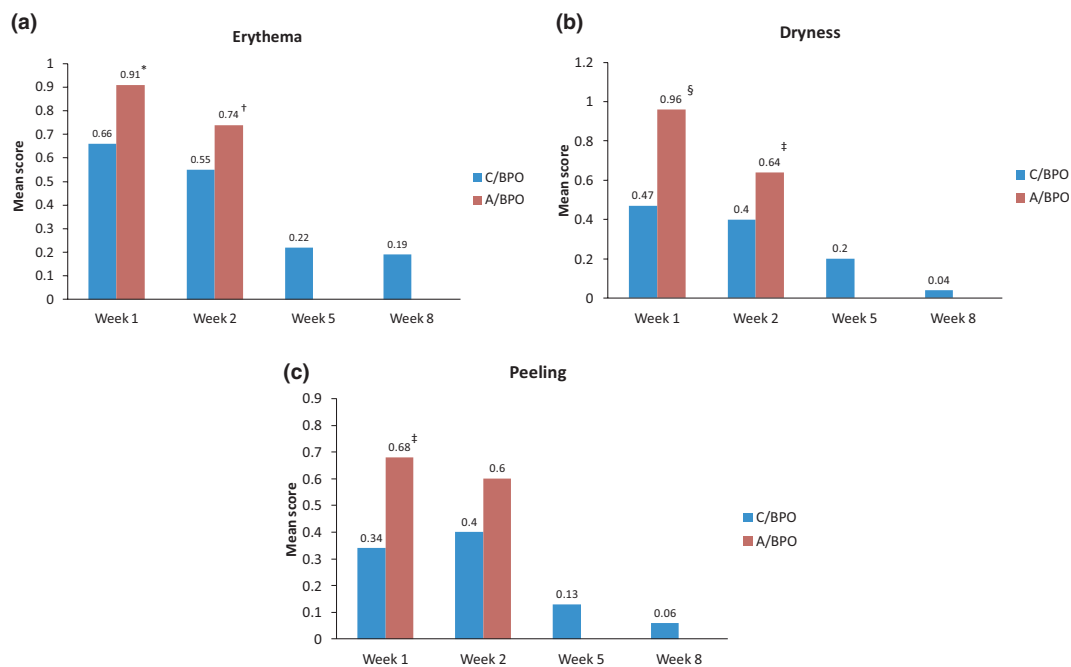 (a)
Erythema
Mean score
1
0.9
0.8
0.7
0.6
0.5
0.4
0.3
0.2
0.1
0
0.66
0.91 *
0.55
0.74 †
0.22
0.19
Week 1 Week 2 Week 5 Week 8
C/BPO
A/BPO
(b)
Dryness
Mean score
1.2
1
0.8
0.6
0.4
0.2
0
0.47
0.96 §
0.4
0.64 ‡
0.2
0.04
Week 1 Week 2 Week 5 Week 8
C/BPO
A/BPO
(c)
Peeling
Mean score
0.9
0.8
0.7
0.6
0.5
0.4
0.3
0.2
0.1
0
0.34
0.68 ‡
0.4
0.6
0.13
0.06
Week 1 Week 2 Week 5 Week 8
C/BPO
A/BPO